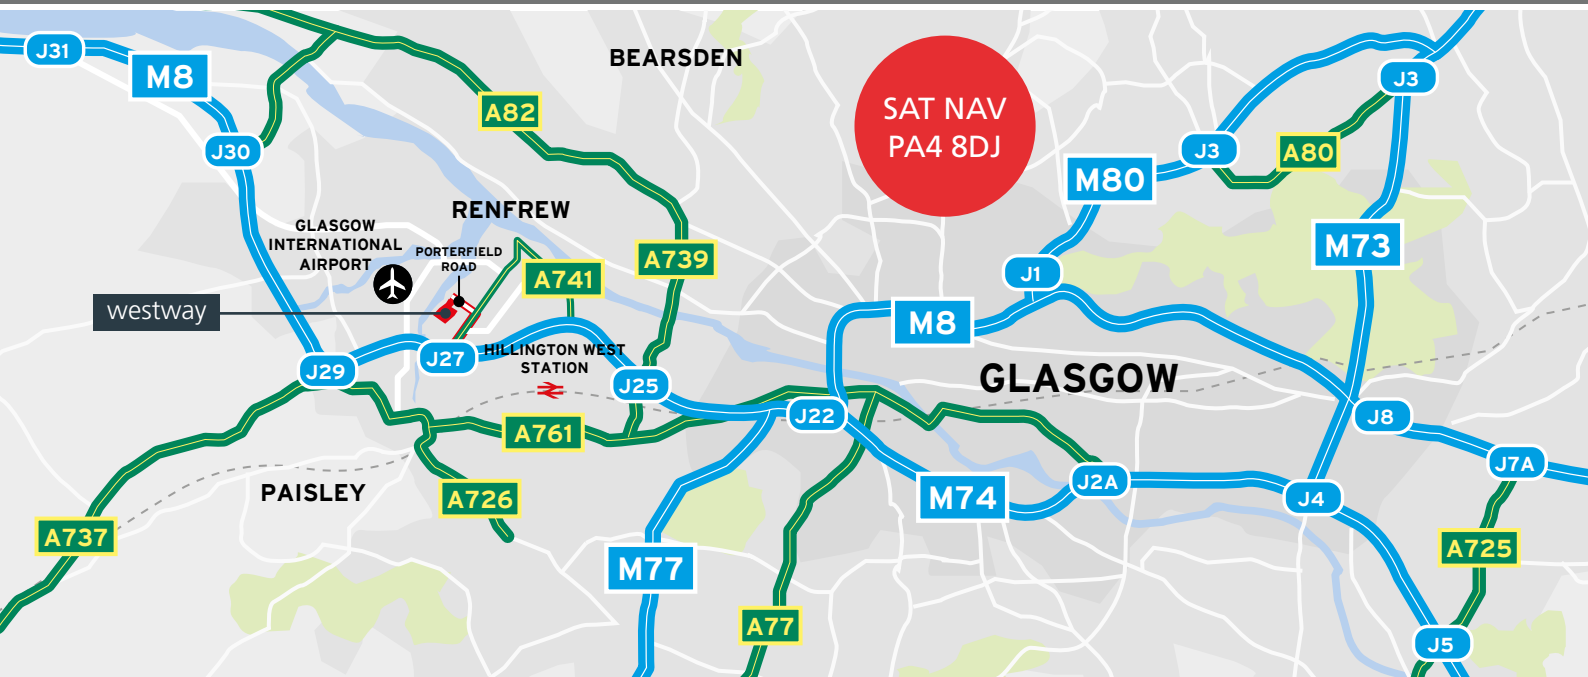 J31
M8
BEARSDEN
SAT NAV
PA4 8DJ
J3
A82
J30
J3
A80
M80
RENFREW
GLASGOW
INTERNATIONAL
AIRPORT
PORTERFIELD
ROAD
A739
M73
A741
J1
westway
M8
J27
HILLINGTON WEST
STATION
J29
J25
GLASGOW
J22
J8
A761
J7A
J2A
PAISLEY
A726
M74
J4
A737
A725
M77
A77
J5